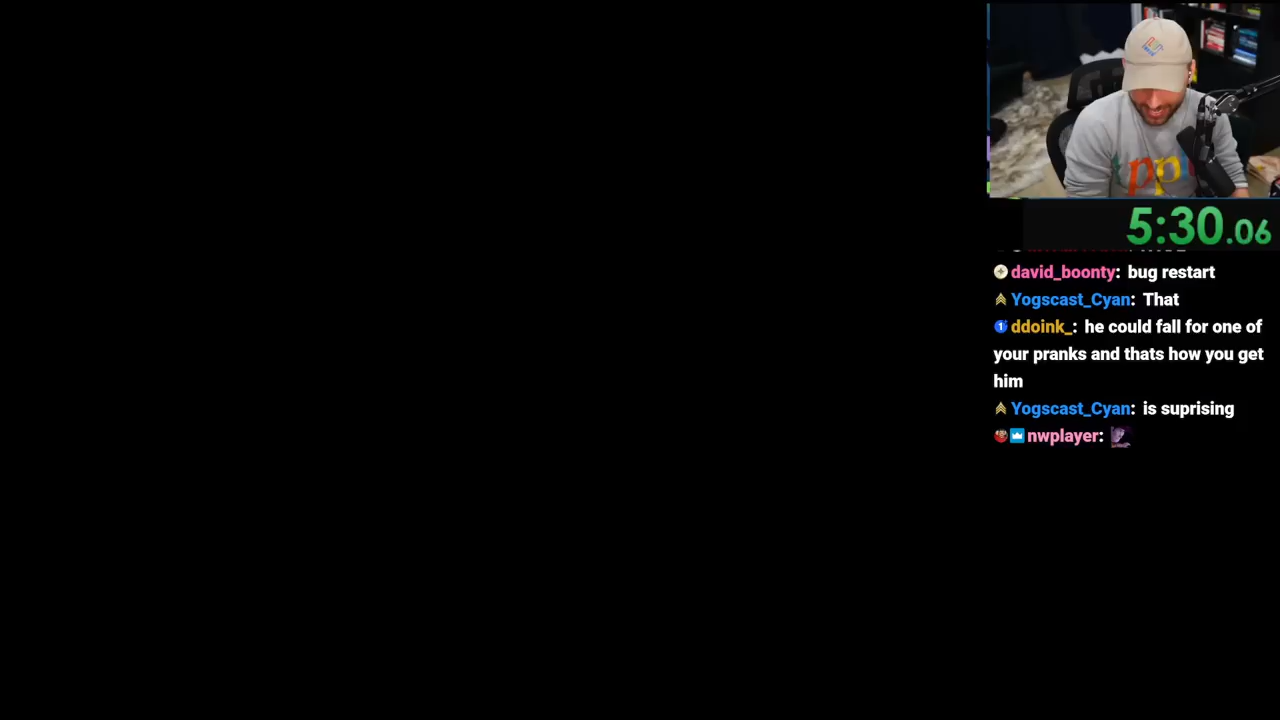 5:30.06
david_boonty: bug restart
Yogscast_Cyan: That
ddoink_: he could fall for one of
your pranks and thats how you get
him
Yogscast_Cyan: is suprising
nwplayer: